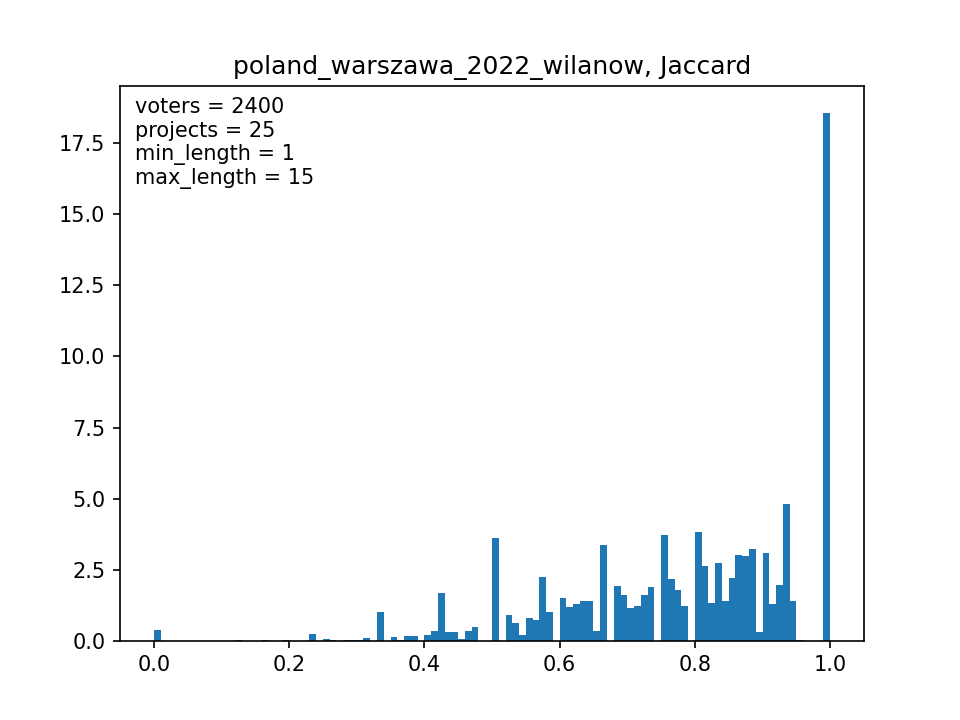 poland_warszawa_2022_wilanow, Jaccard
voters = 2400
projects = 25
min_length = 1
max_length = 15
17.5
15.0
12.5
10.0
7.5
5.0
2.5
0.0
0.0 0.2 0.4 0.6 0.8 1.0